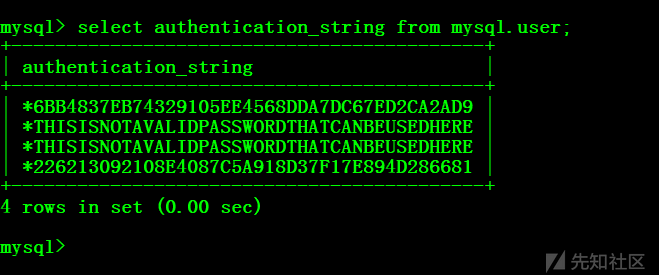 mysql> select authentication_string from mysql.user;
+-------------------------------------------+
| authentication_string                     |
+-------------------------------------------+
| *6BB4837EB74329105EE4568DDA7DC67ED2CA2AD9 |
| *THISISNOTAVALIDPASSWORDTHATCANBEUSEDHERE |
| *THISISNOTAVALIDPASSWORDTHATCANBEUSEDHERE |
| *226213092108E4087C5A918D37F17E894D286681 |
+-------------------------------------------+
4 rows in set (0.00 sec)
mysql>
先知社区